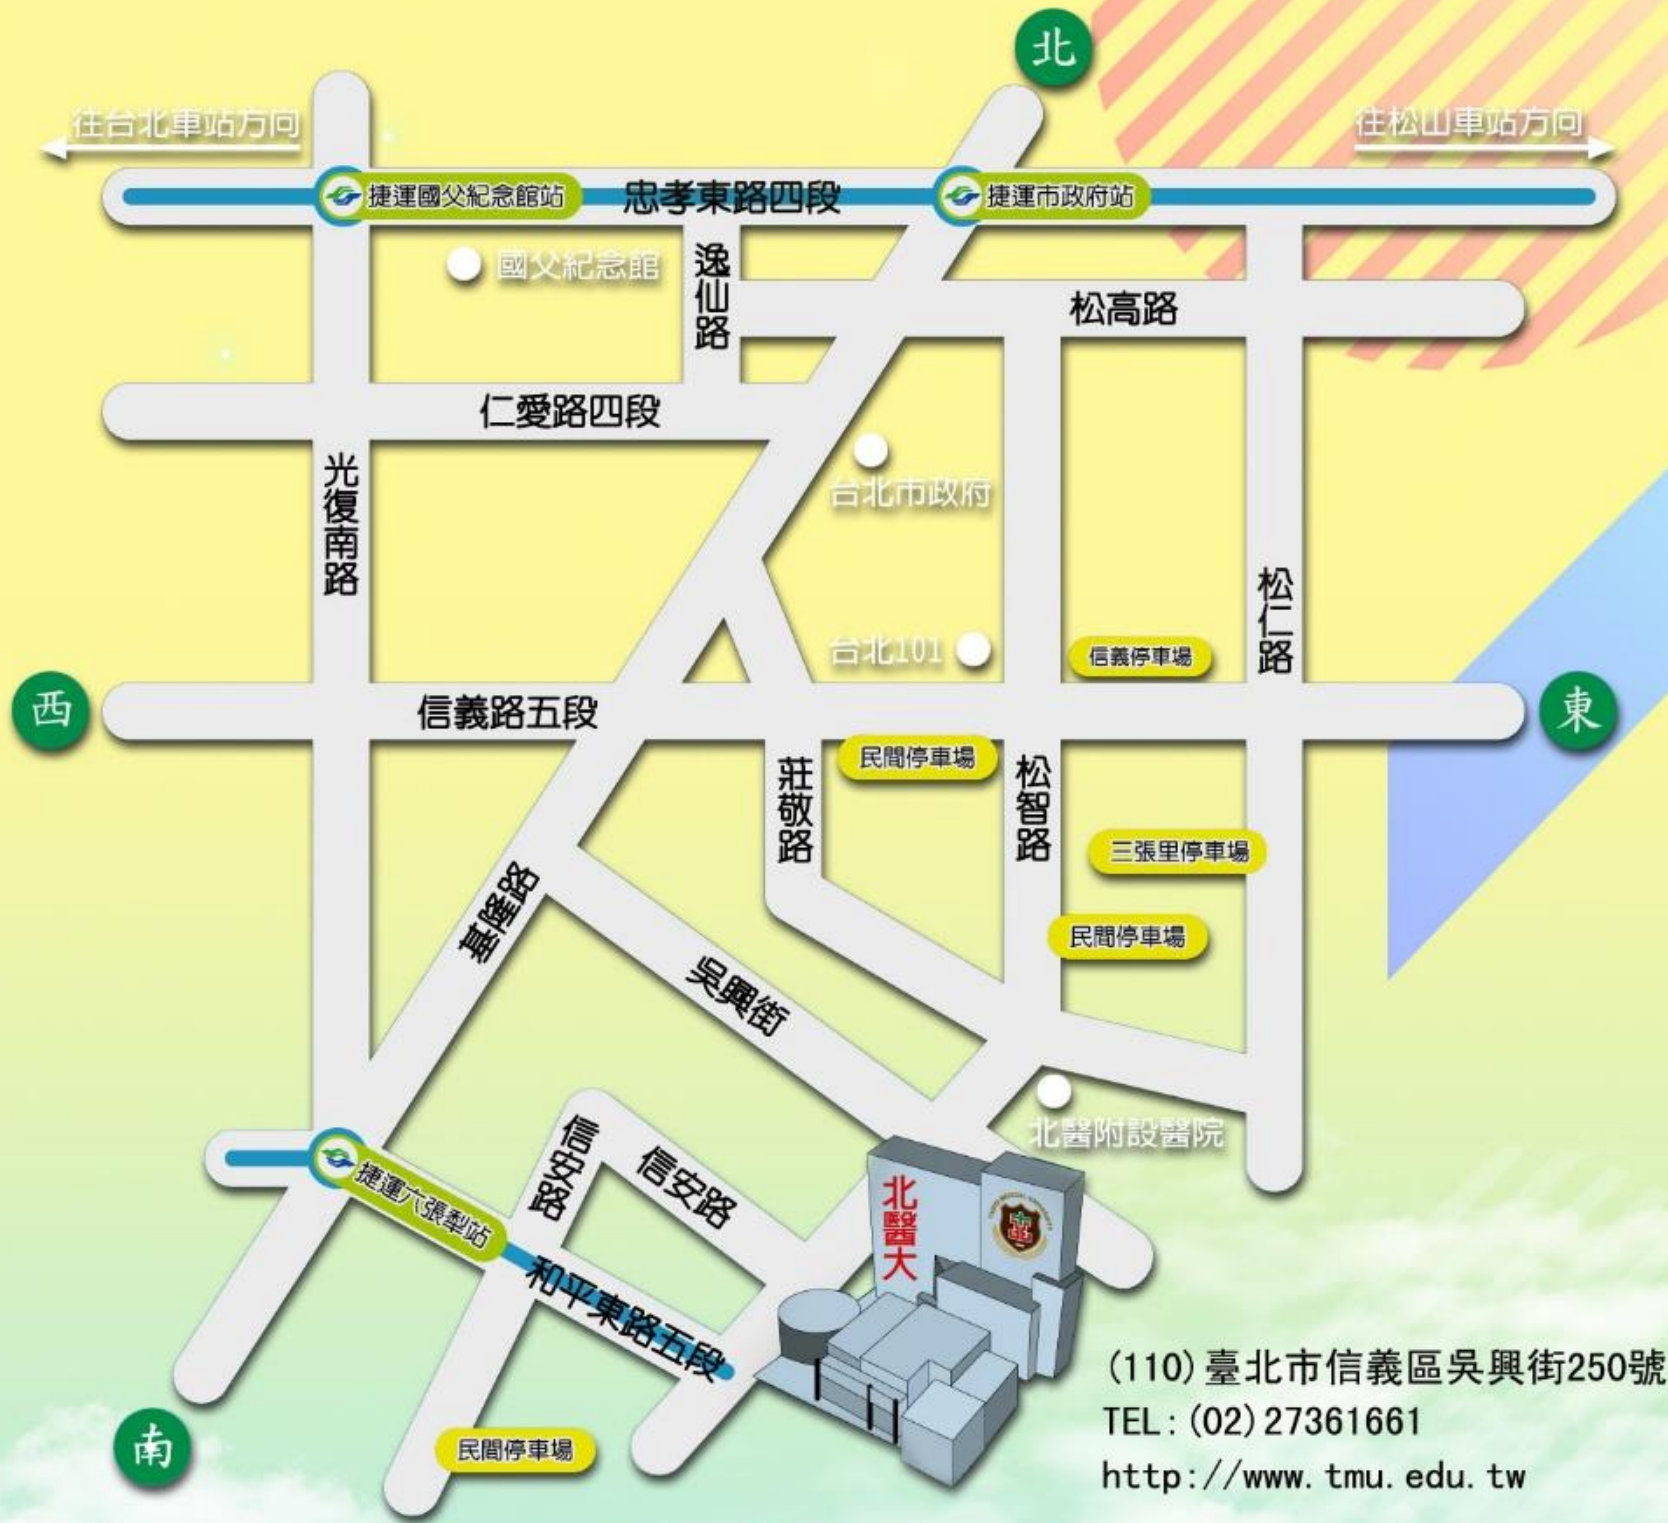 北
往台北車站方向
往松山車站方向
捷運國父紀念館站
忠孝東路四段
捷運市政府站
國父紀念館
逸仙路
松高路
仁愛路四段
光復南路
台北市政府
松仁路
台北101
信義停車場
西
信義路五段
東
民間停車場
莊敬路
松智路
三張里停車場
基隆路
民間停車場
吳興街
北醫附設醫院
信安路
信安路
捷運六張犁站
北醫大
和平東路五段
(110)臺北市信義區吳興街250號
TEL:(02)27361661
http://www.tmu.edu.tw
南
民間停車場